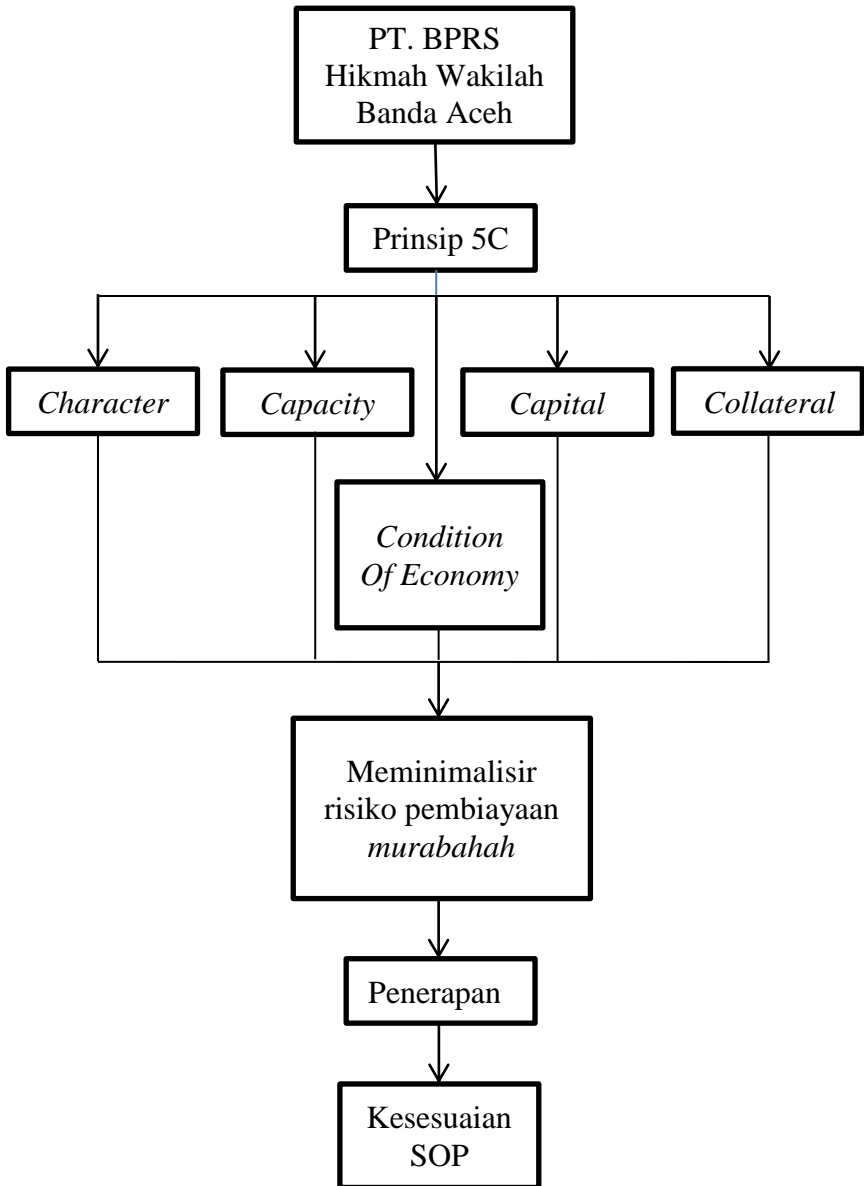 PT. BPRS
Hikmah Wakilah
Banda Aceh
Prinsip 5C
Character
Capacity
Capital
Collateral
Condition
Of Economy
Meminimalisir
risiko pembiayaan
murabahah
Penerapan
Kesesuaian
SOP